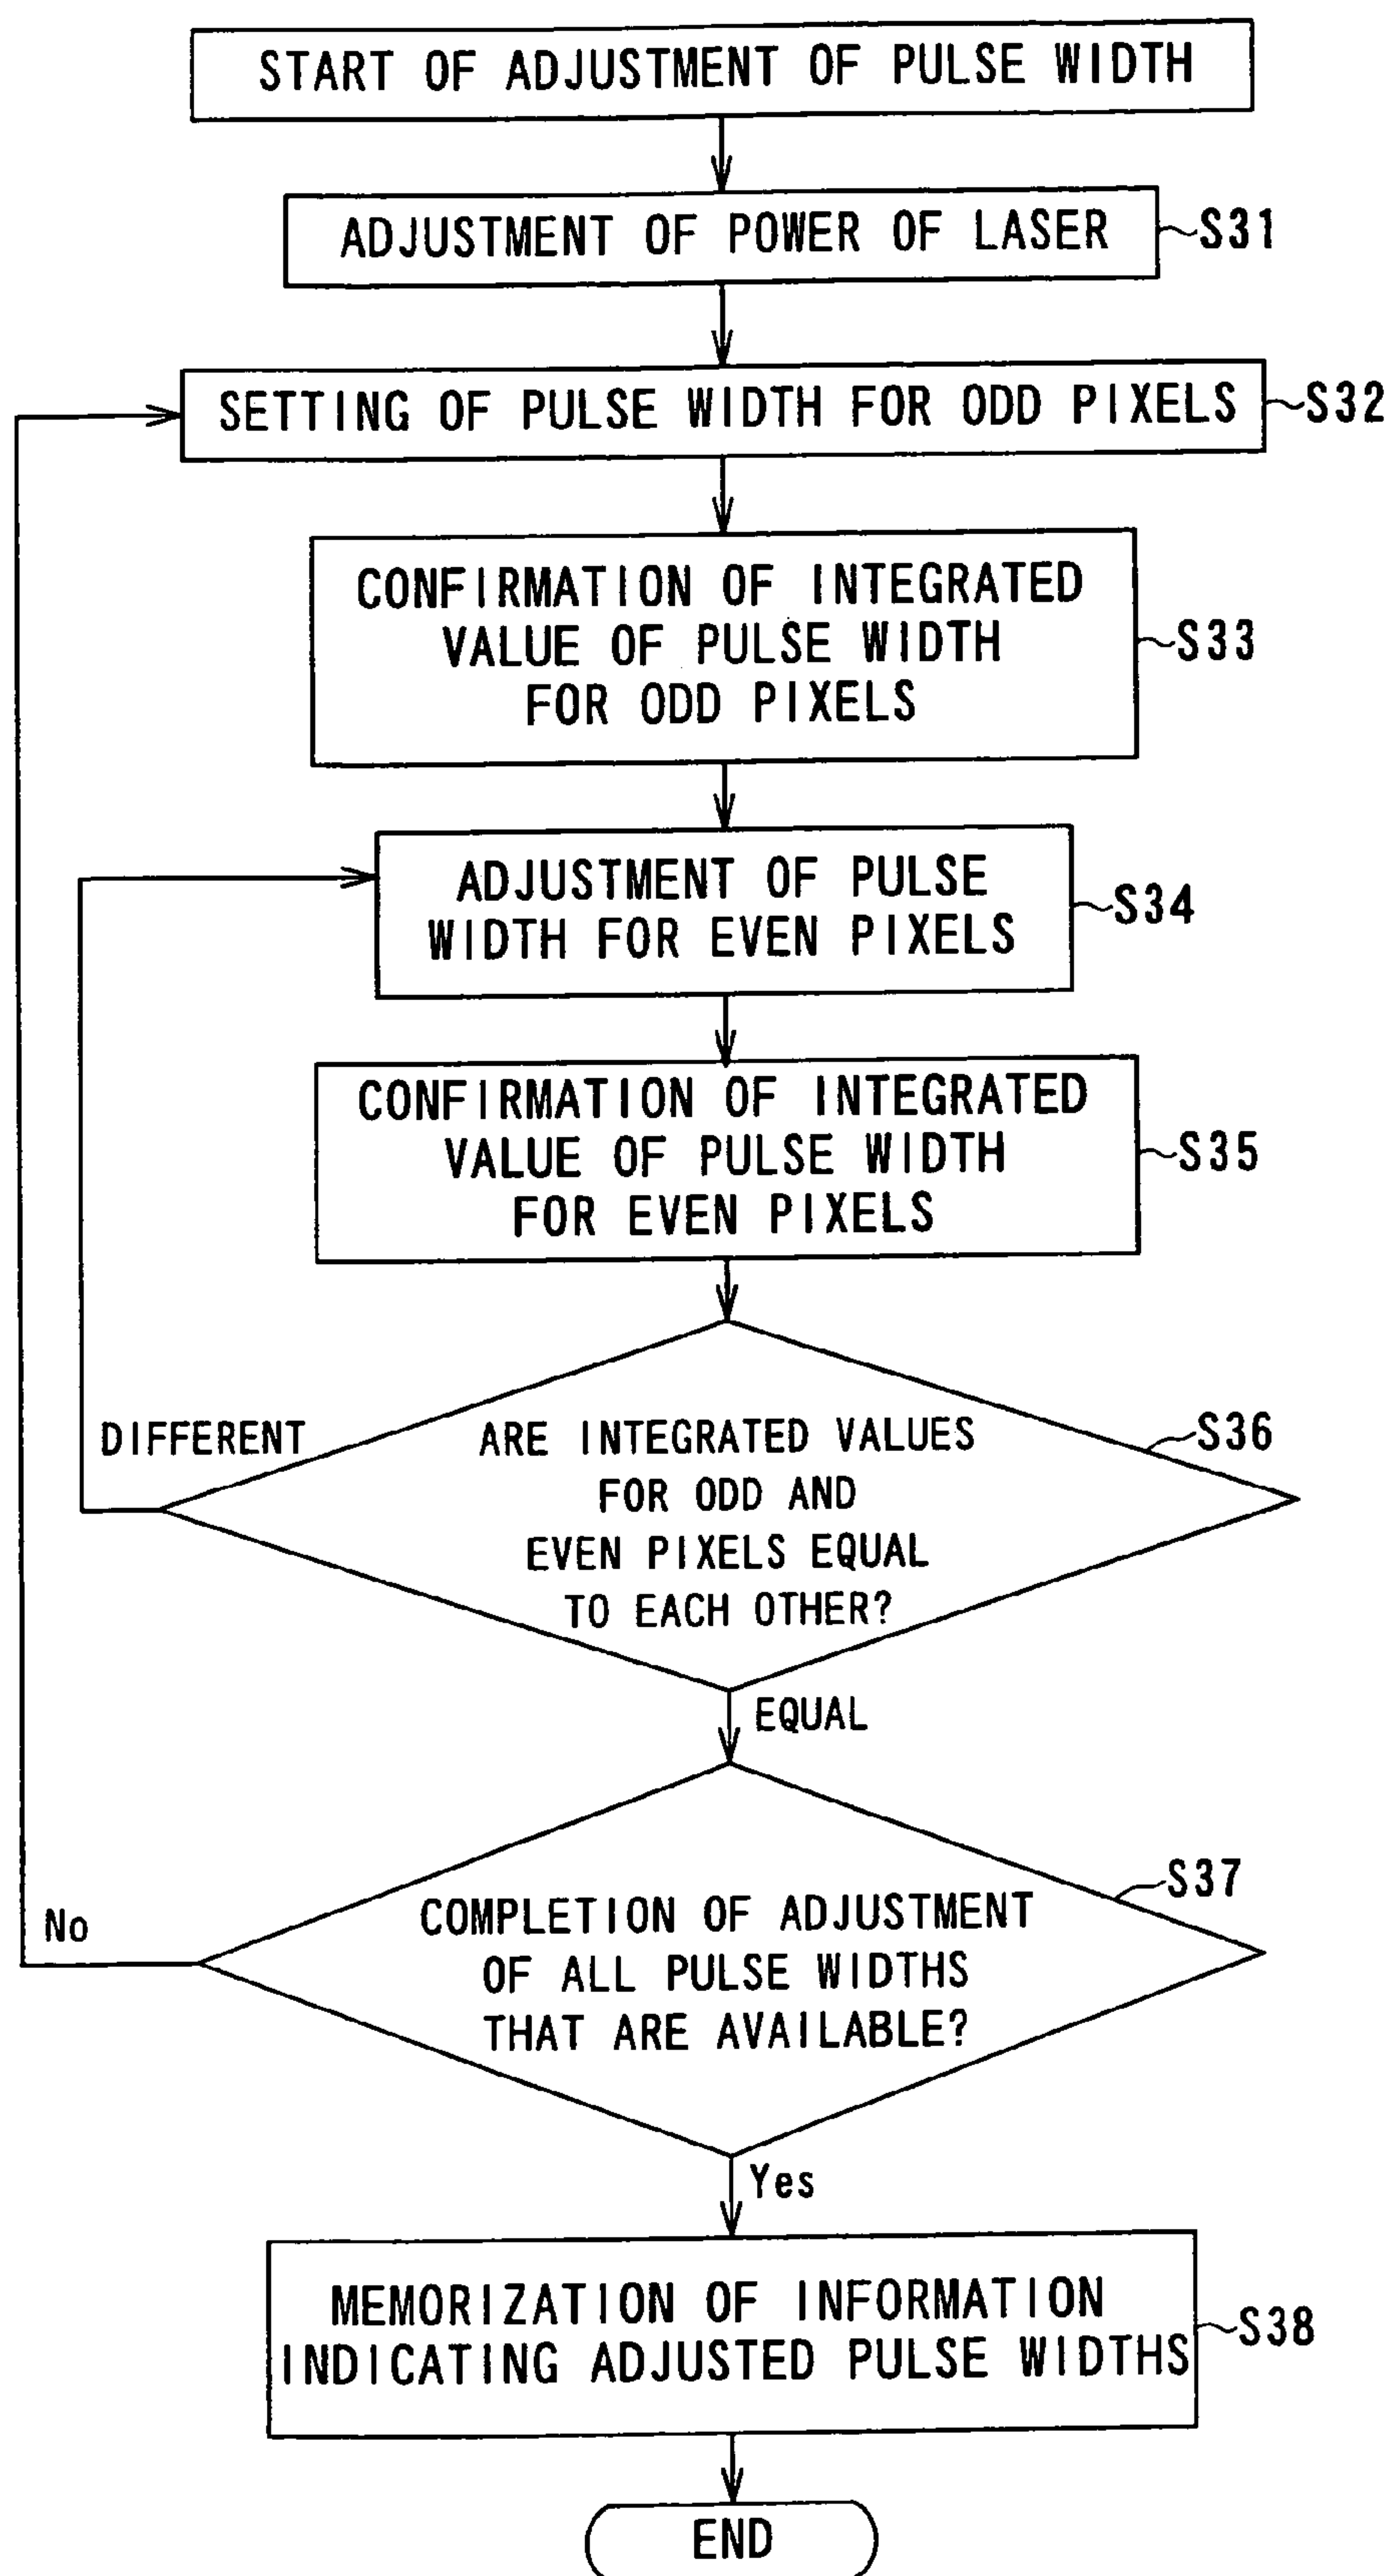 START OF ADJUSTMENT OF PULSE WIDTH
ADJUSTMENT OF POWER OF LASER
S31
SETTING OF PULSE WIDTH FOR ODD PIXELS
S32
CONFIRMATION OF INTEGRATED
VALUE OF PULSE WIDTH
FOR ODD PIXELS
S33
ADJUSTMENT OF PULSE
WIDTH FOR EVEN PIXELS
S34
CONFIRMATION OF INTEGRATED
VALUE OF PULSE WIDTH
FOR EVEN PIXELS
S35
DIFFERENT
ARE INTEGRATED VALUES
FOR ODD AND
EVEN PIXELS EQUAL
TO EACH OTHER?
S36
EQUAL
No
COMPLETION OF ADJUSTMENT
OF ALL PULSE WIDTHS
THAT ARE AVAILABLE?
S37
Yes
MEMORIZATION OF INFORMATION
INDICATING ADJUSTED PULSE WIDTHS
S38
END